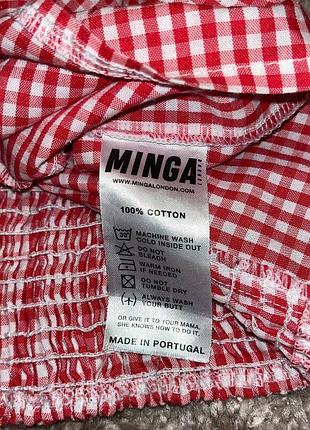 MINGA LONDON
WWW.MINGALONDON.COM
100% COTTON
30 MACHINE WASH
COLD INSIDE OUT
DO NOT
BLEACH
WARM IRON
IF NEEDED
DO NOT
TUMBLE DRY
ALWAYS WASH
YOUR BUTT
OR GIVE IT TO YOUR MAMA,
SHE KNOWS HOW TO DO IT.
MADE IN PORTUGAL